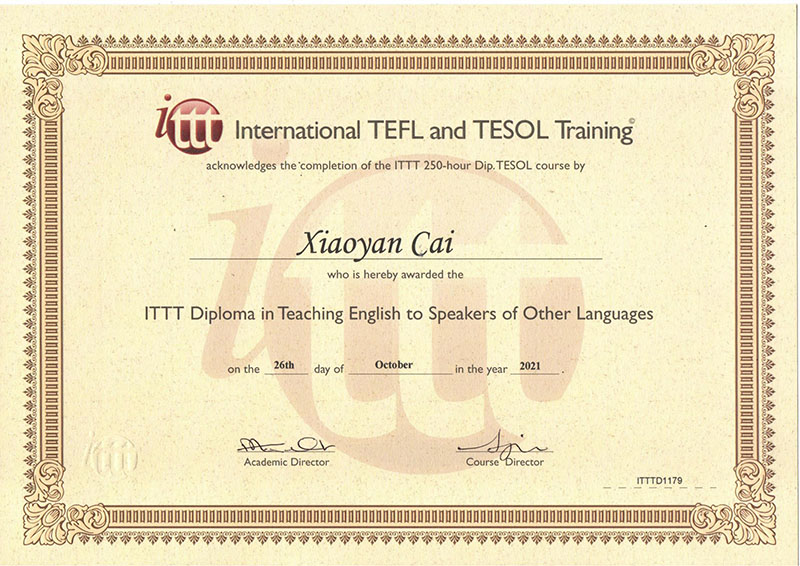 ittt International TEFL and TESOL Training©
acknowledges the completion of the ITTT 250-hour Dip. TESOL course by
Xiaoyan Cai
who is hereby awarded the
ITTT Diploma in Teaching English to Speakers of Other Languages
on the 26th day of October in the year 2021 .
Academic Director Course Director
ITTTD1179
ittt